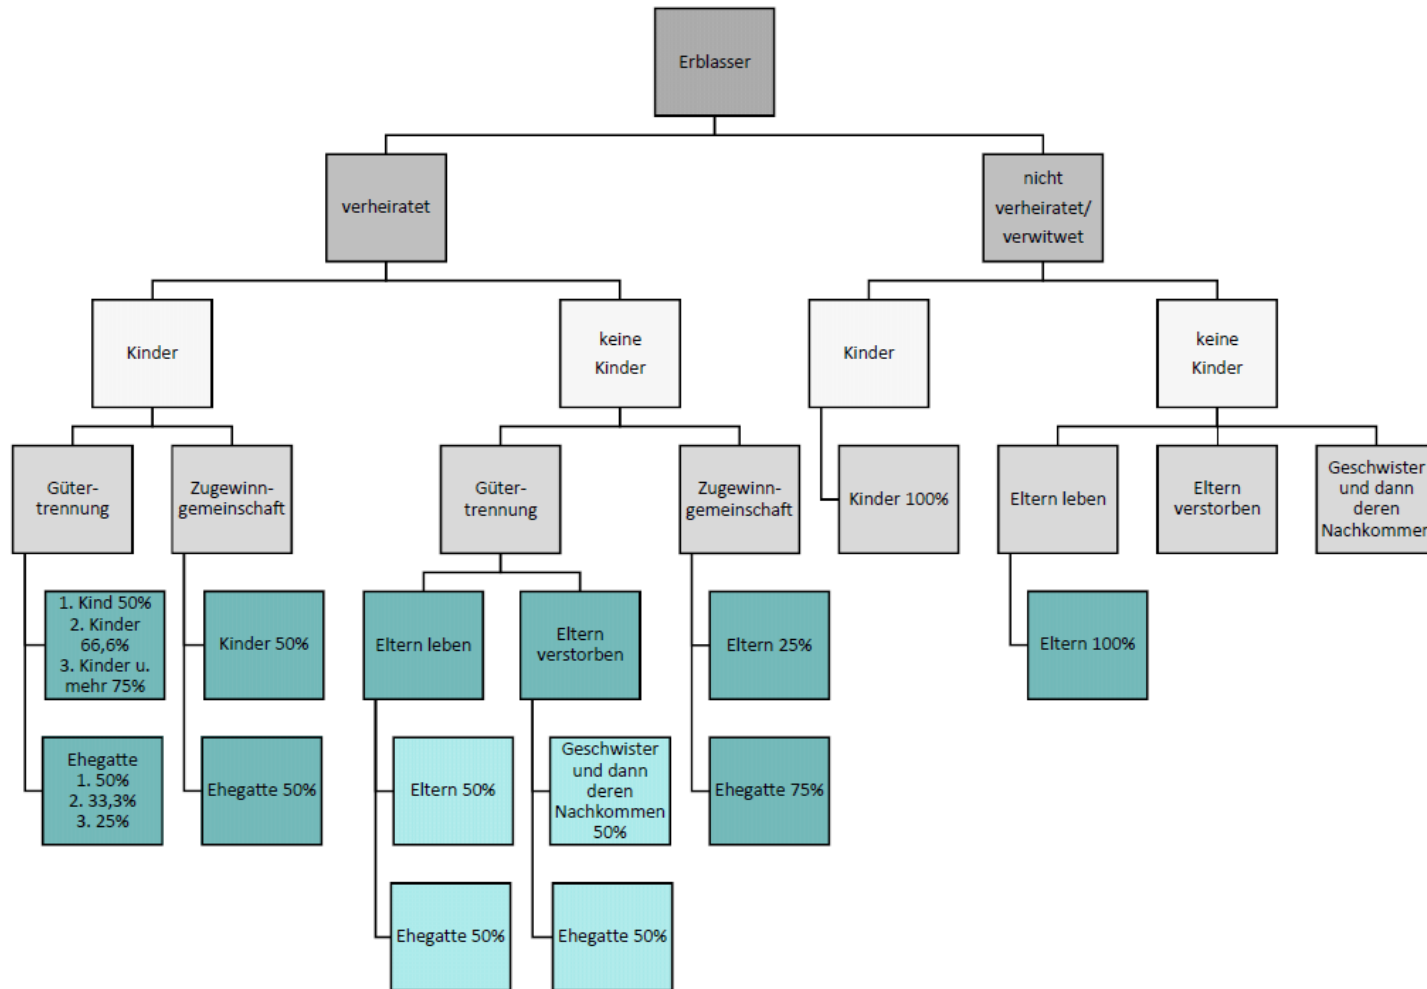 Erblasser
verheiratet
nicht
verheiratet/
verwitwet
Kinder
keine
Kinder
Kinder
keine
Kinder
Güter-
trennung
Zugewinn-
gemeinschaft
Güter-
trennung
Zugewinn-
gemeinschaft
Kinder 100%
Eltern leben
Eltern
verstorben
Geschwister
und dann
deren
Nachkommen
1. Kind 50%
2. Kinder
66,6%
3. Kinder u.
mehr 75%
Kinder 50%
Eltern leben
Eltern
verstorben
Eltern 25%
Eltern 100%
Ehegatte
1. 50%
2. 33,3%
3. 25%
Ehegatte 50%
Eltern 50%
Geschwister
und dann
deren
Nachkommen
50%
Ehegatte 75%
Ehegatte 50%
Ehegatte 50%